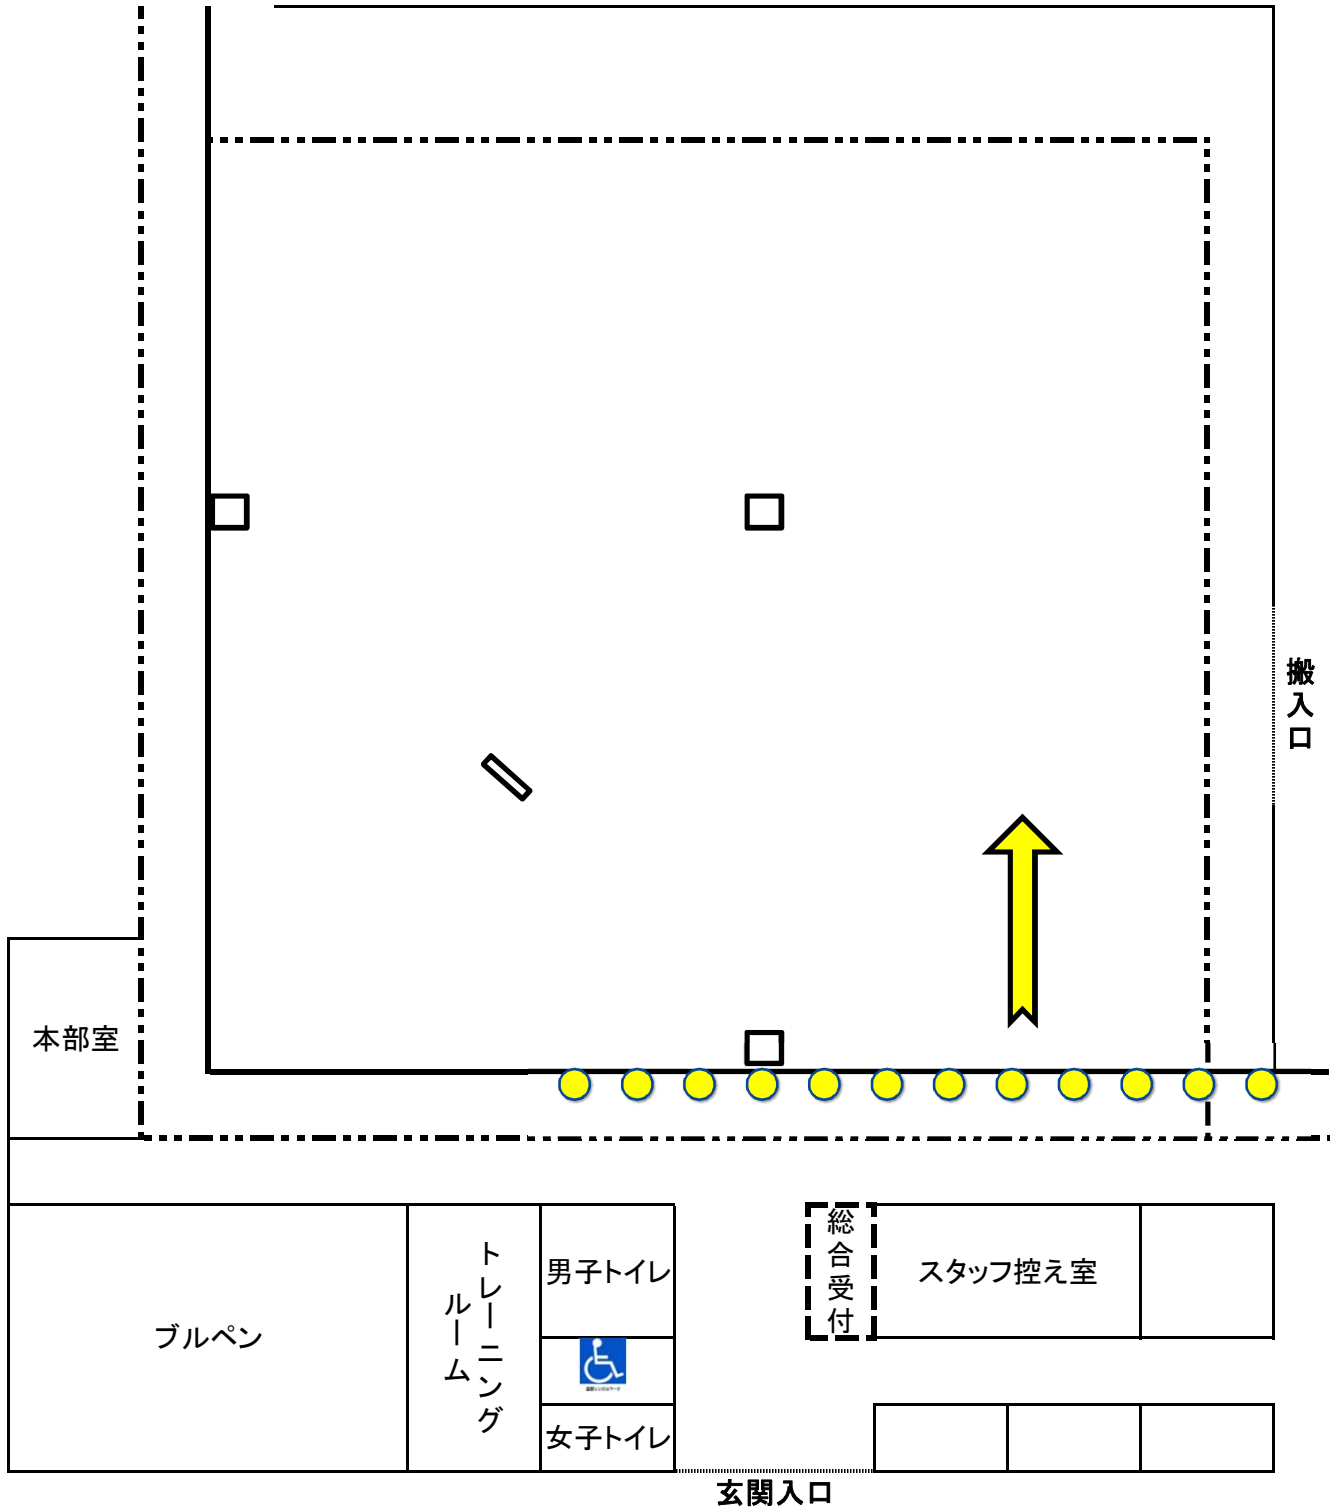 搬入口
本部室
ブルペン
トレーニング
ルーム
男子トイレ
女子トイレ
総合受付
スタッフ控え室
玄関入口